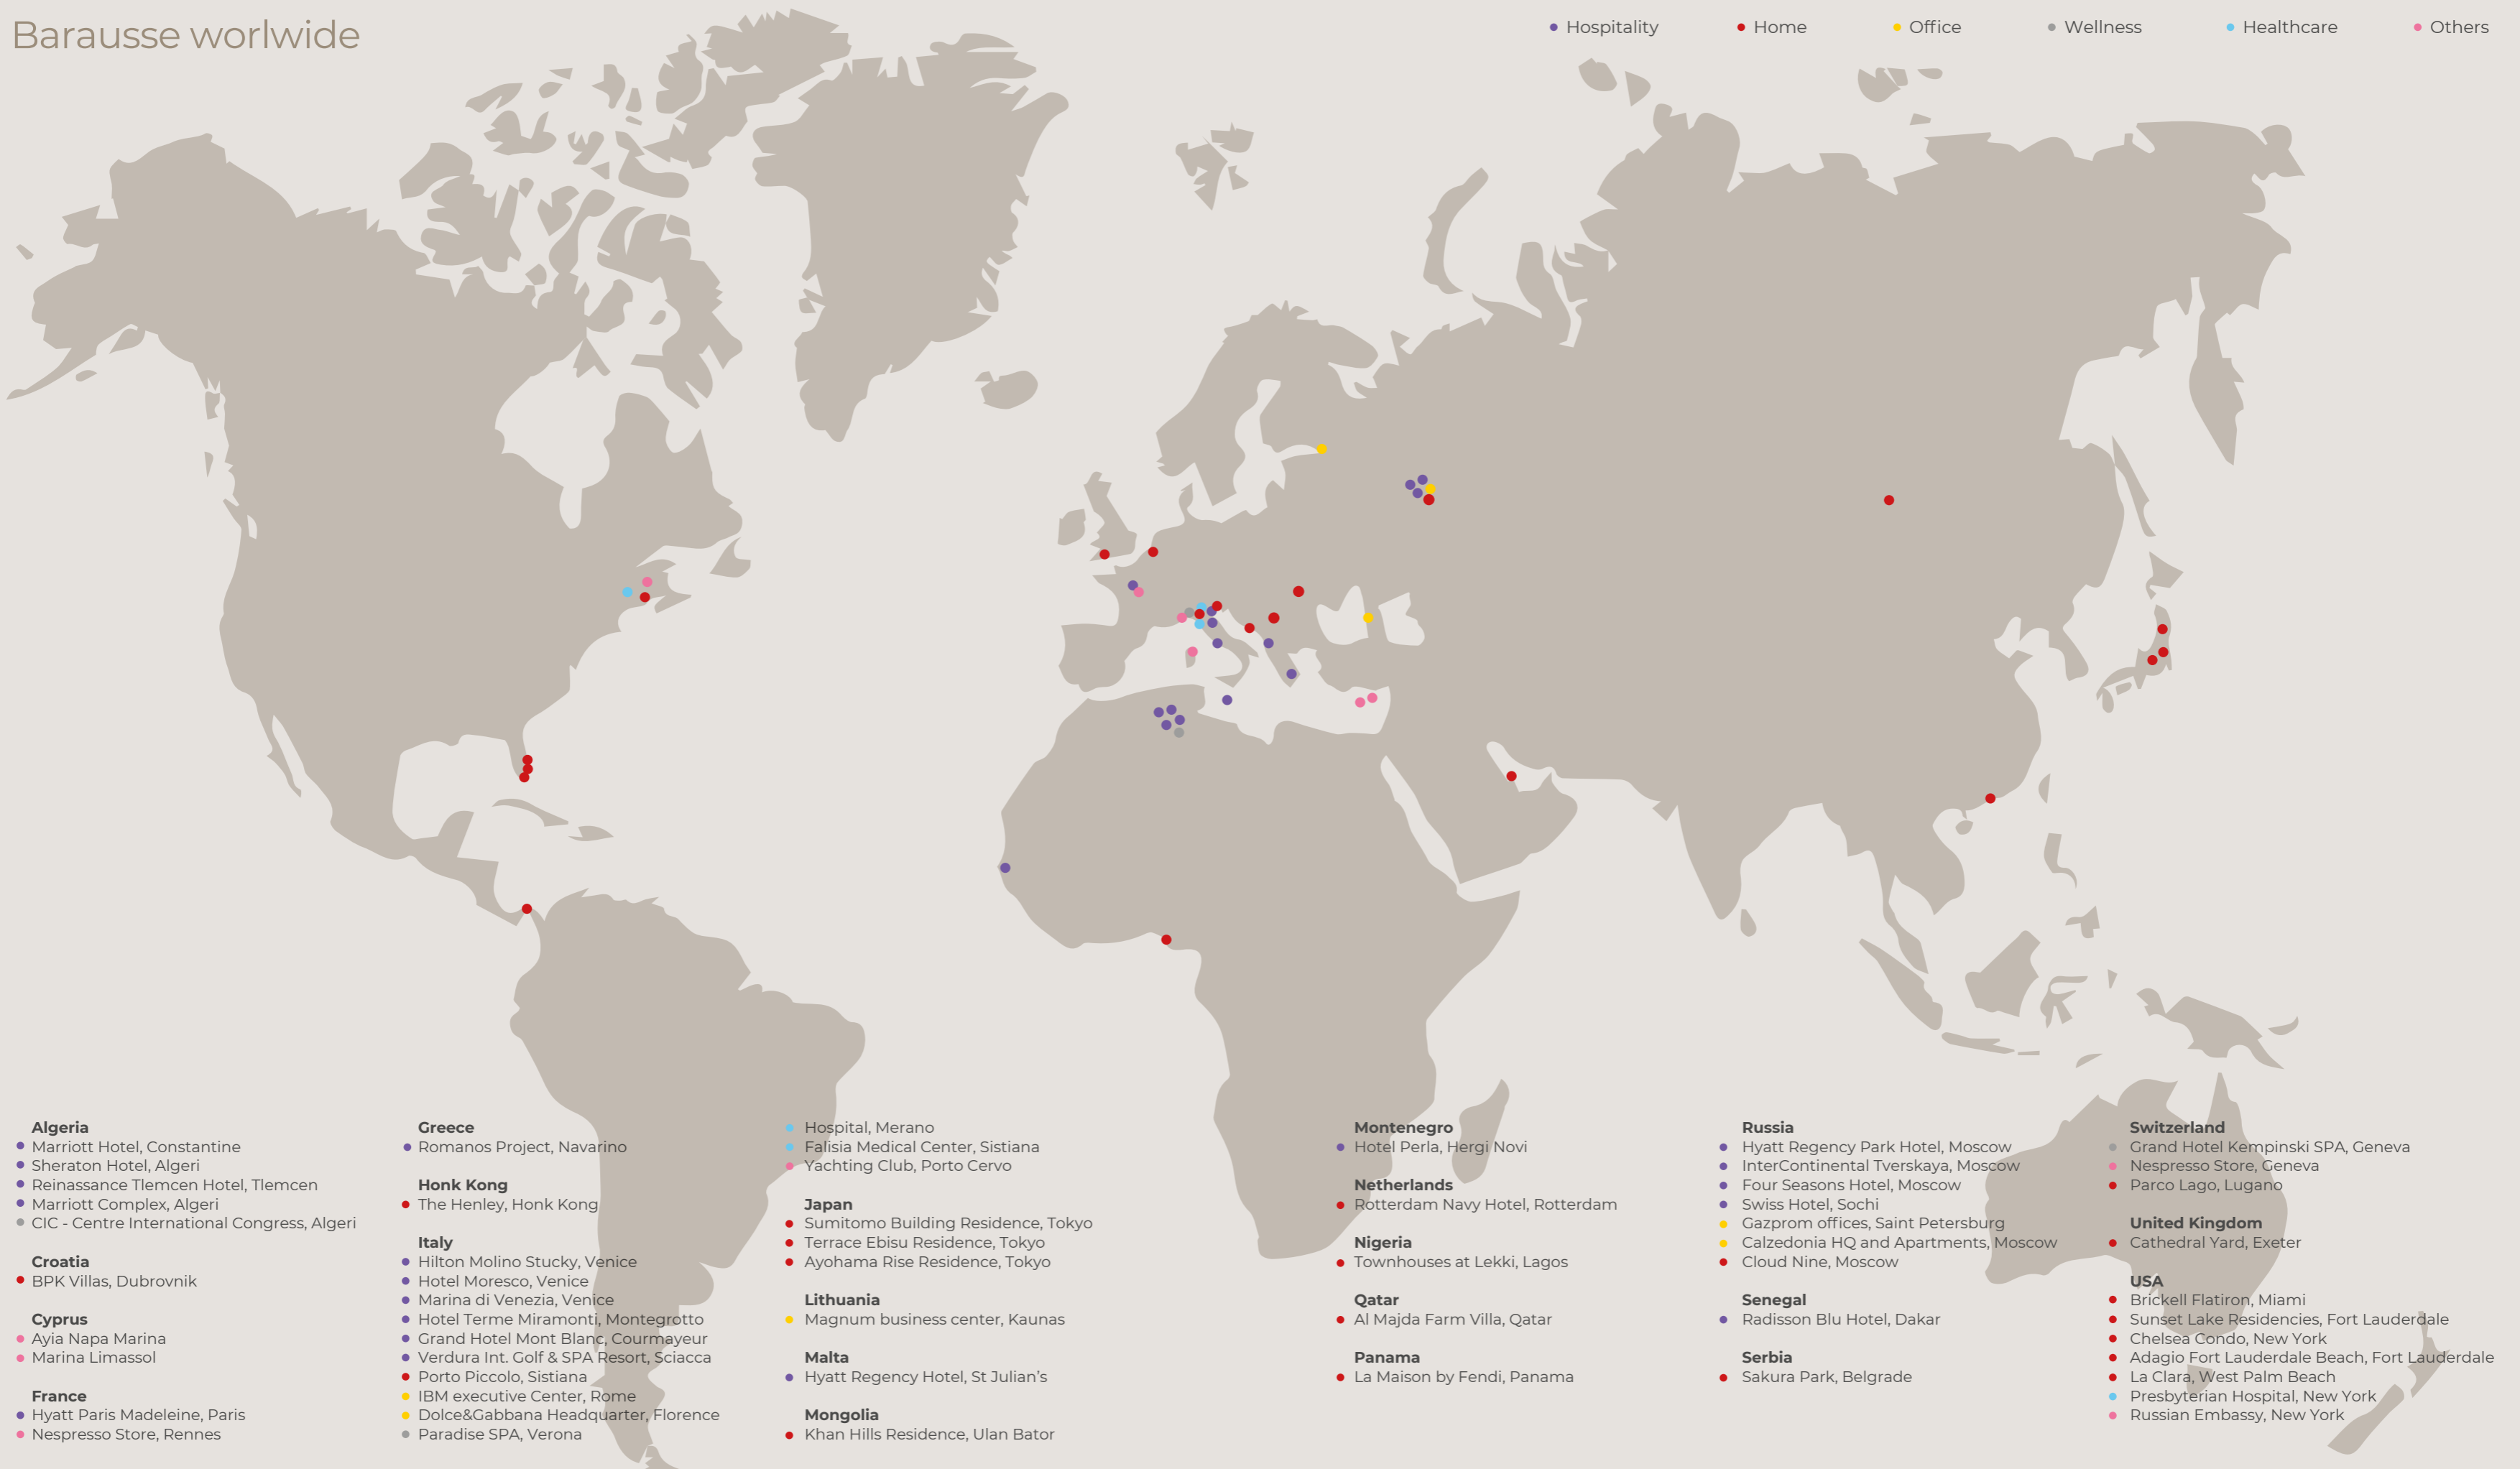 Barausse worlwide
Hospitality
Home
Office
Wellness
Healthcare
Others
Algeria
Marriott Hotel, Constantine
Sheraton Hotel, Algeri
Reinassance Tlemcen Hotel, Tlemcen
Marriott Complex, Algeri
CIC - Centre International Congress, Algeri
Croatia
BPK Villas, Dubrovnik
Cyprus
Ayia Napa Marina
Marina Limassol
France
Hyatt Paris Madeleine, Paris
Nespresso Store, Rennes
Greece
Romanos Project, Navarino
Honk Kong
The Henley, Honk Kong
Italy
Hilton Molino Stucky, Venice
Hotel Moresco, Venice
Marina di Venezia, Venice
Hotel Terme Miramonti, Montegrotto
Grand Hotel Mont Blanc, Courmayeur
Verdura Int. Golf & SPA Resort, Sciacca
Porto Piccolo, Sistiana
IBM executive Center, Rome
Dolce&Gabbana Headquarter, Florence
Paradise SPA, Verona
Hospital, Merano
Falisia Medical Center, Sistiana
Yachting Club, Porto Cervo
Japan
Sumitomo Building Residence, Tokyo
Terrace Ebisu Residence, Tokyo
Ayohama Rise Residence, Tokyo
Lithuania
Magnum business center, Kaunas
Malta
Hyatt Regency Hotel, St Julian’s
Mongolia
Khan Hills Residence, Ulan Bator
Montenegro
Hotel Perla, Hergi Novi
Netherlands
Rotterdam Navy Hotel, Rotterdam
Nigeria
Townhouses at Lekki, Lagos
Qatar
Al Majda Farm Villa, Qatar
Panama
La Maison by Fendi, Panama
Russia
Hyatt Regency Park Hotel, Moscow
InterContinental Tverskaya, Moscow
Four Seasons Hotel, Moscow
Swiss Hotel, Sochi
Gazprom offices, Saint Petersburg
Calzedonia HQ and Apartments, Moscow
Cloud Nine, Moscow
Senegal
Radisson Blu Hotel, Dakar
Serbia
Sakura Park, Belgrade
Switzerland
Grand Hotel Kempinski SPA, Geneva
Nespresso Store, Geneva
Parco Lago, Lugano
United Kingdom
Cathedral Yard, Exeter
USA
Brickell Flatiron, Miami
Sunset Lake Residencies, Fort Lauderdale
Chelsea Condo, New York
Adagio Fort Lauderdale Beach, Fort Lauderdale
La Clara, West Palm Beach
Presbyterian Hospital, New York
Russian Embassy, New York